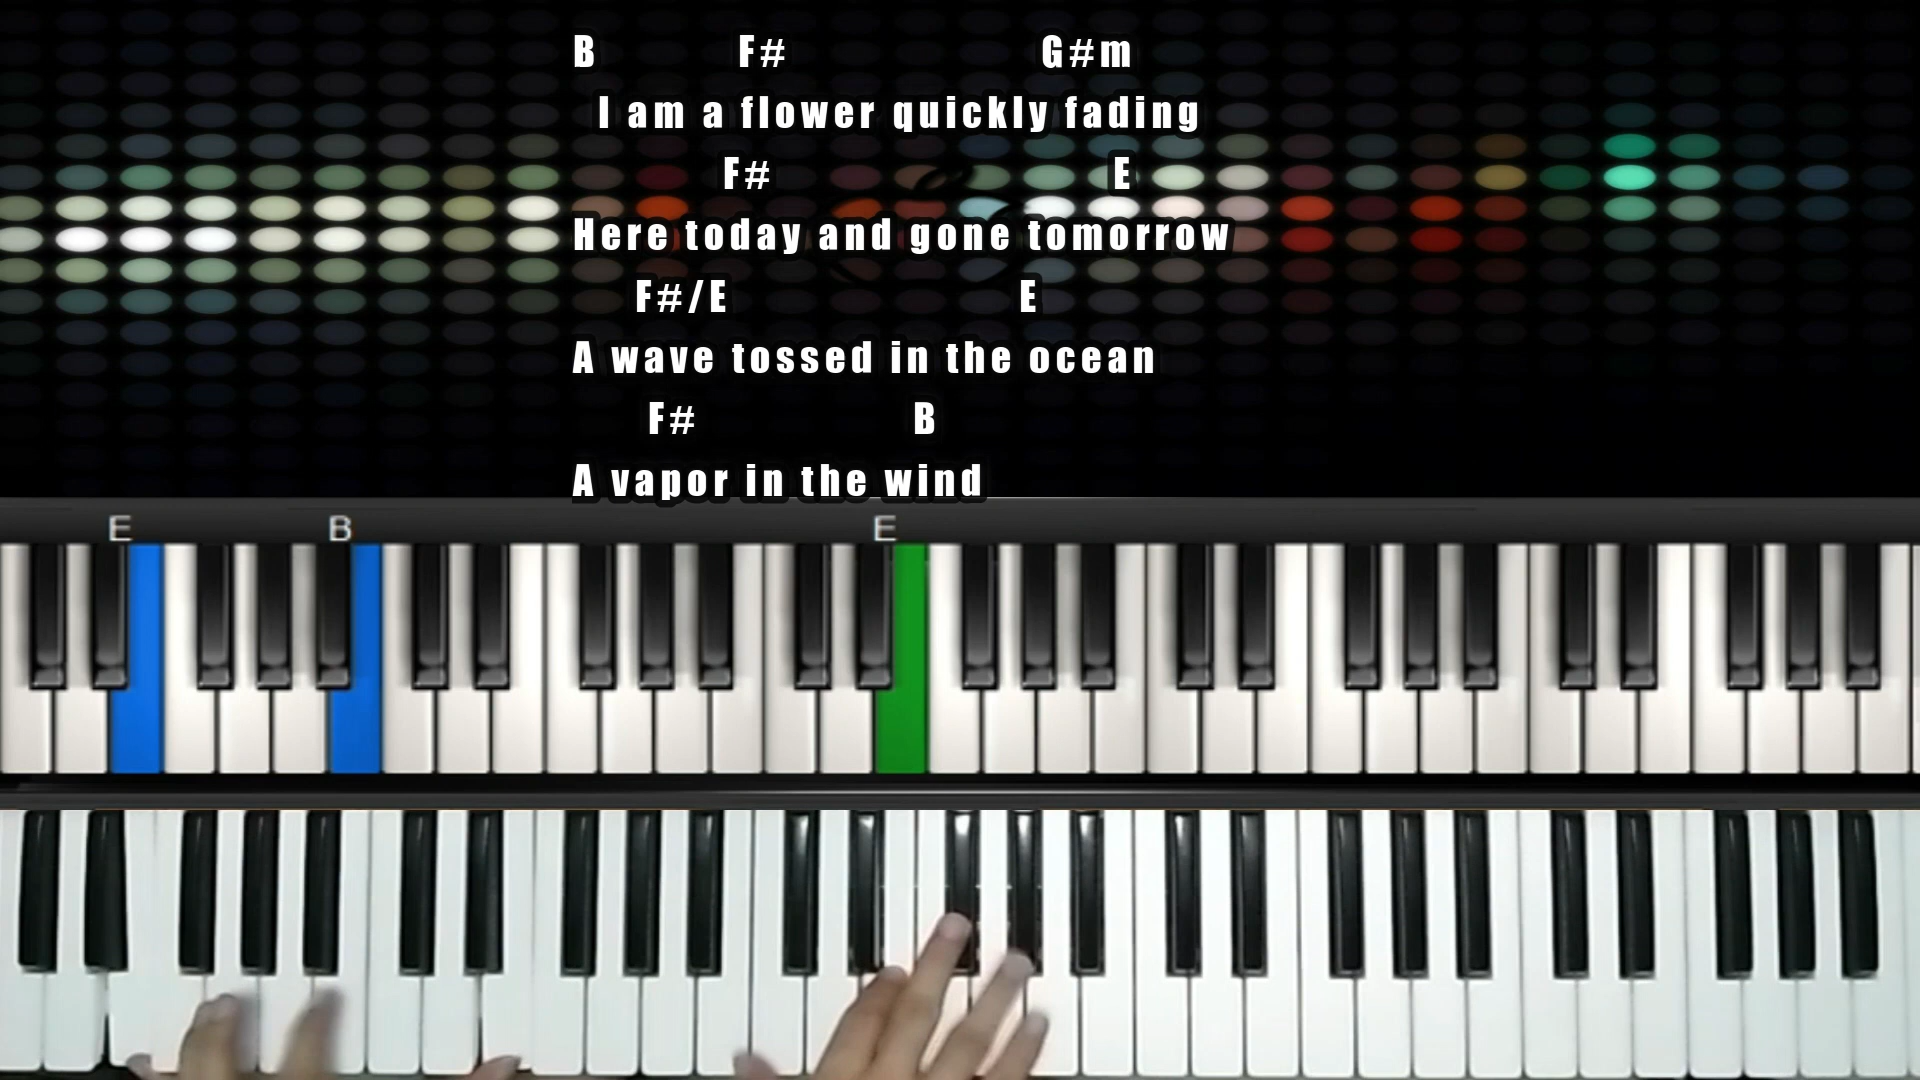 B F# G#m
I am a flower quickly fading
F# E
Here today and gone tomorrow
F#/E E
A wave tossed in the ocean
F# B
A vapor in the wind
E B E